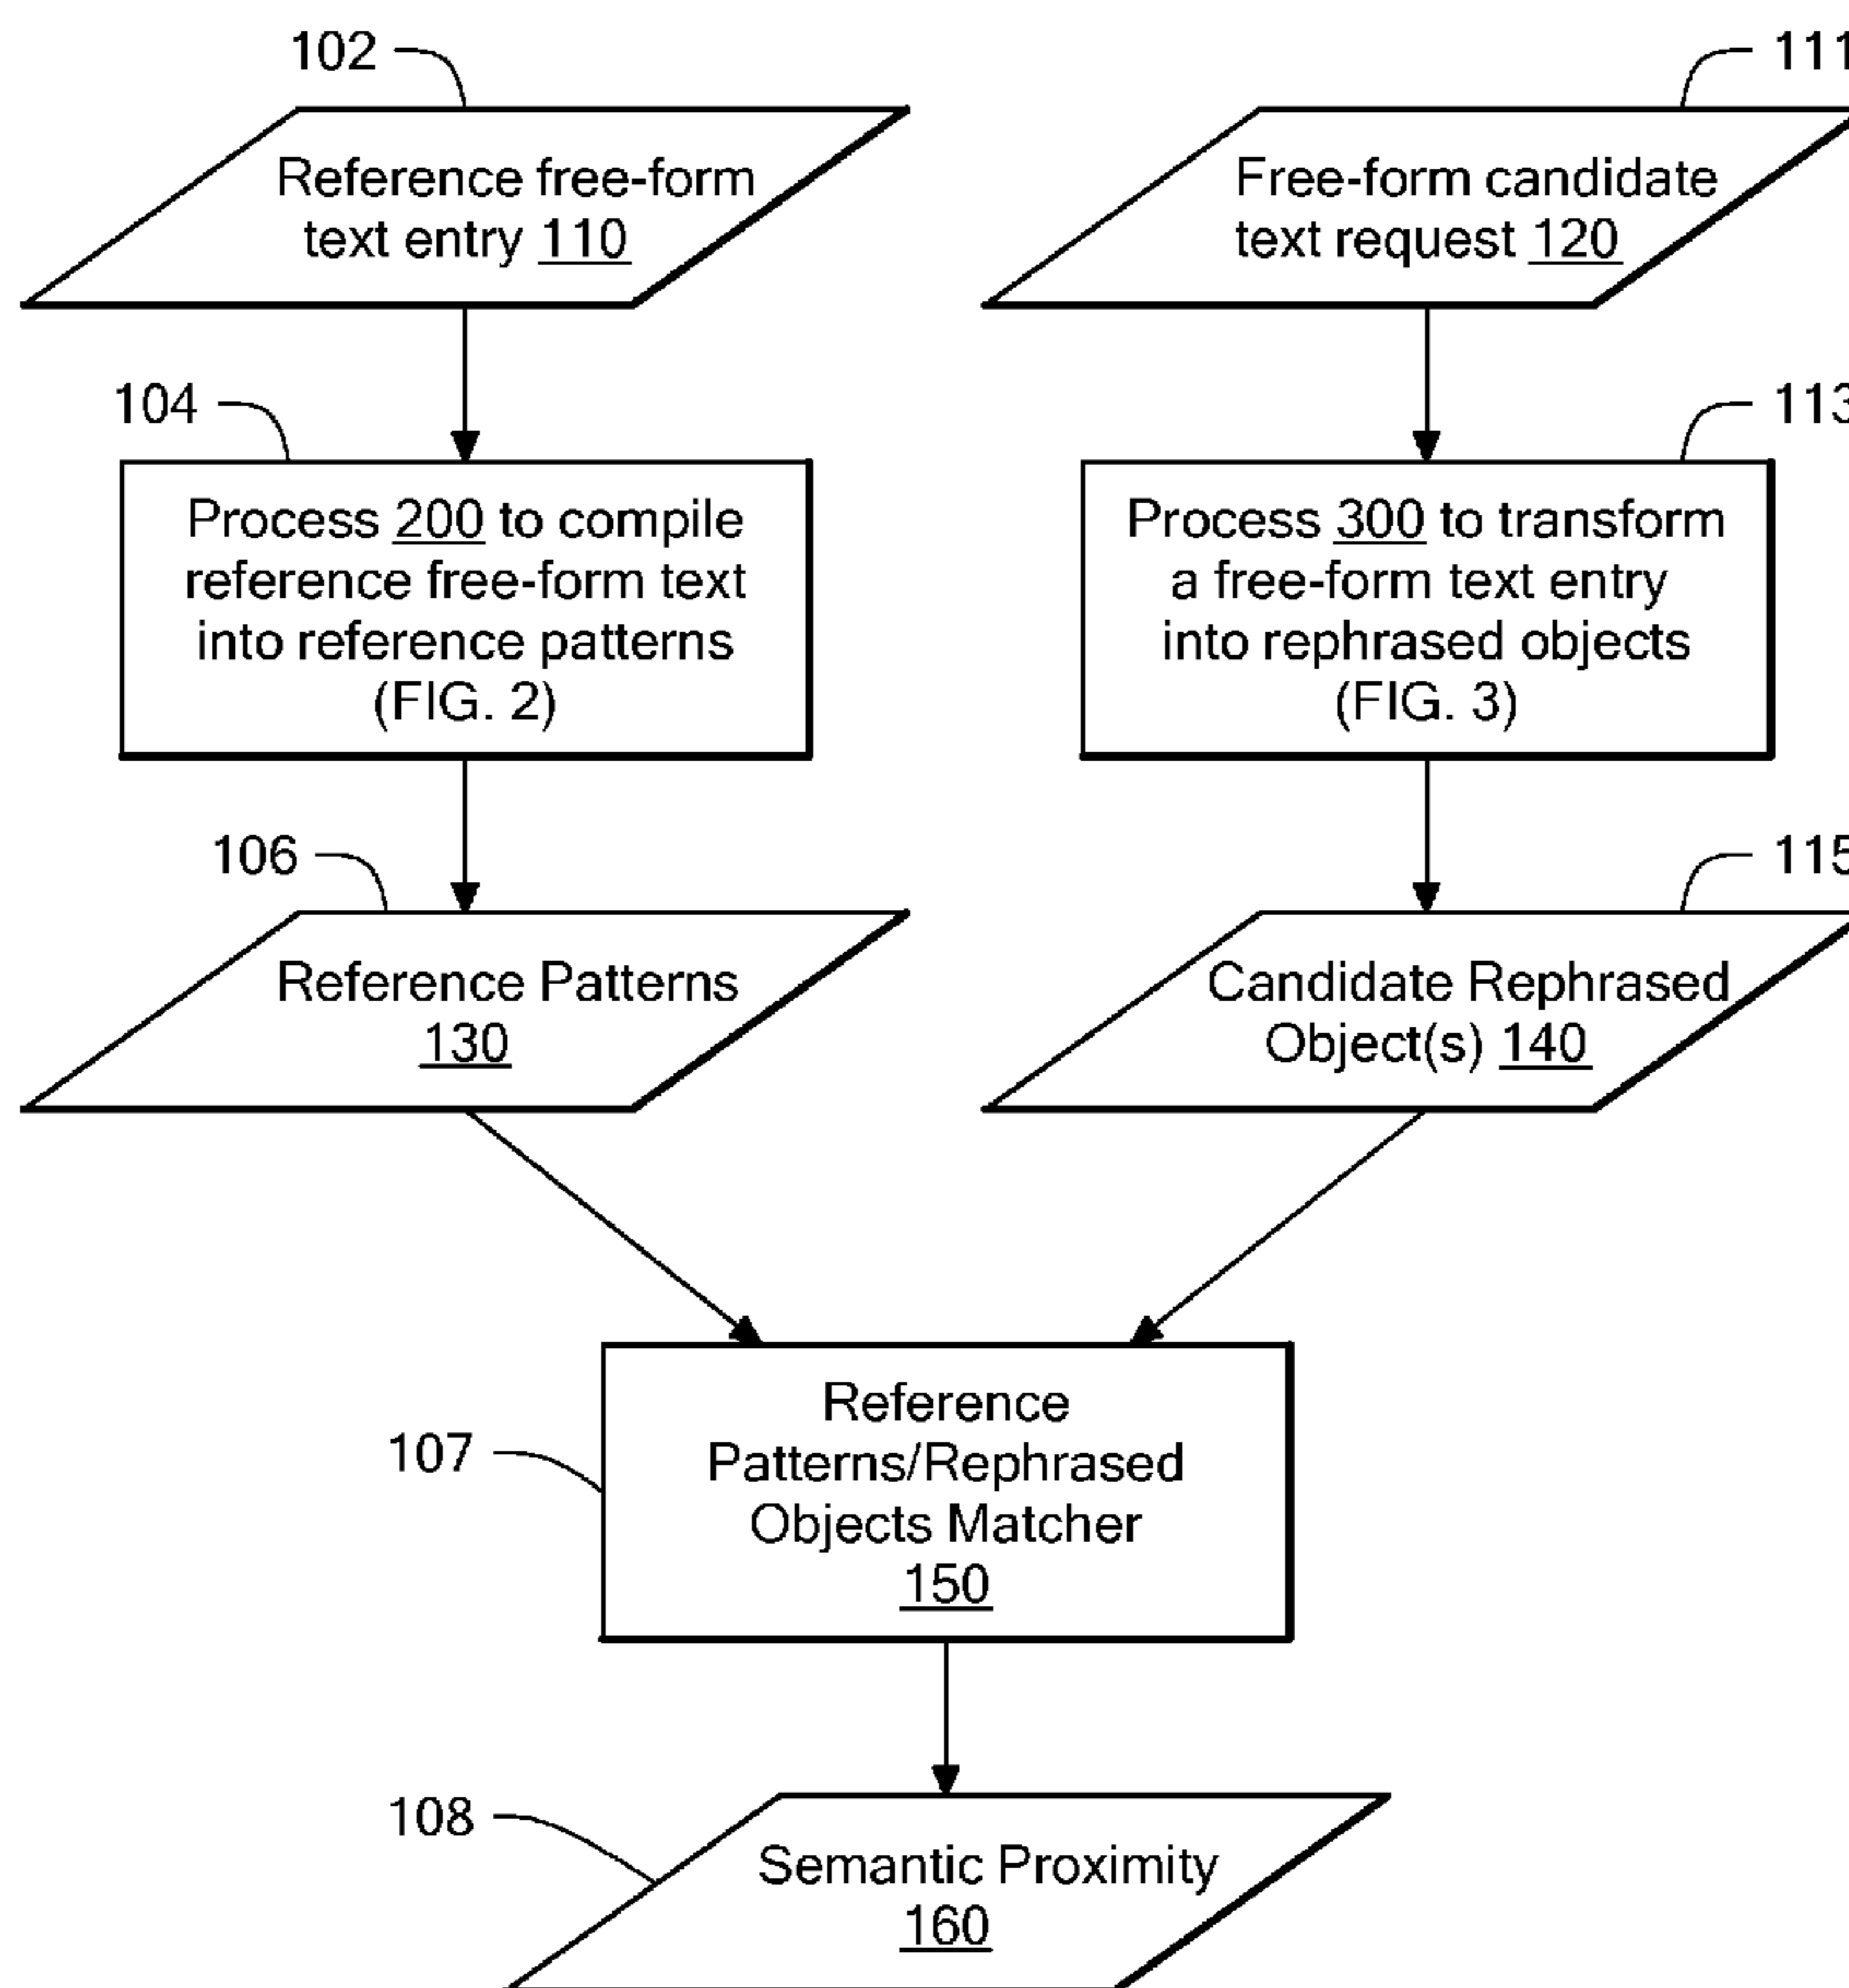 102
111
Reference free-form
text entry 110
Free-form candidate
text request 120
104
113
Process 200 to compile
reference free-form text
into reference patterns
(FIG. 2)
Process 300 to transform
a free-form text entry
into rephrased objects
(FIG. 3)
106
115
Reference Patterns
130
Candidate Rephrased
Object(s) 140
107
Reference
Patterns/Rephrased
Objects Matcher
150
108
Semantic Proximity
160